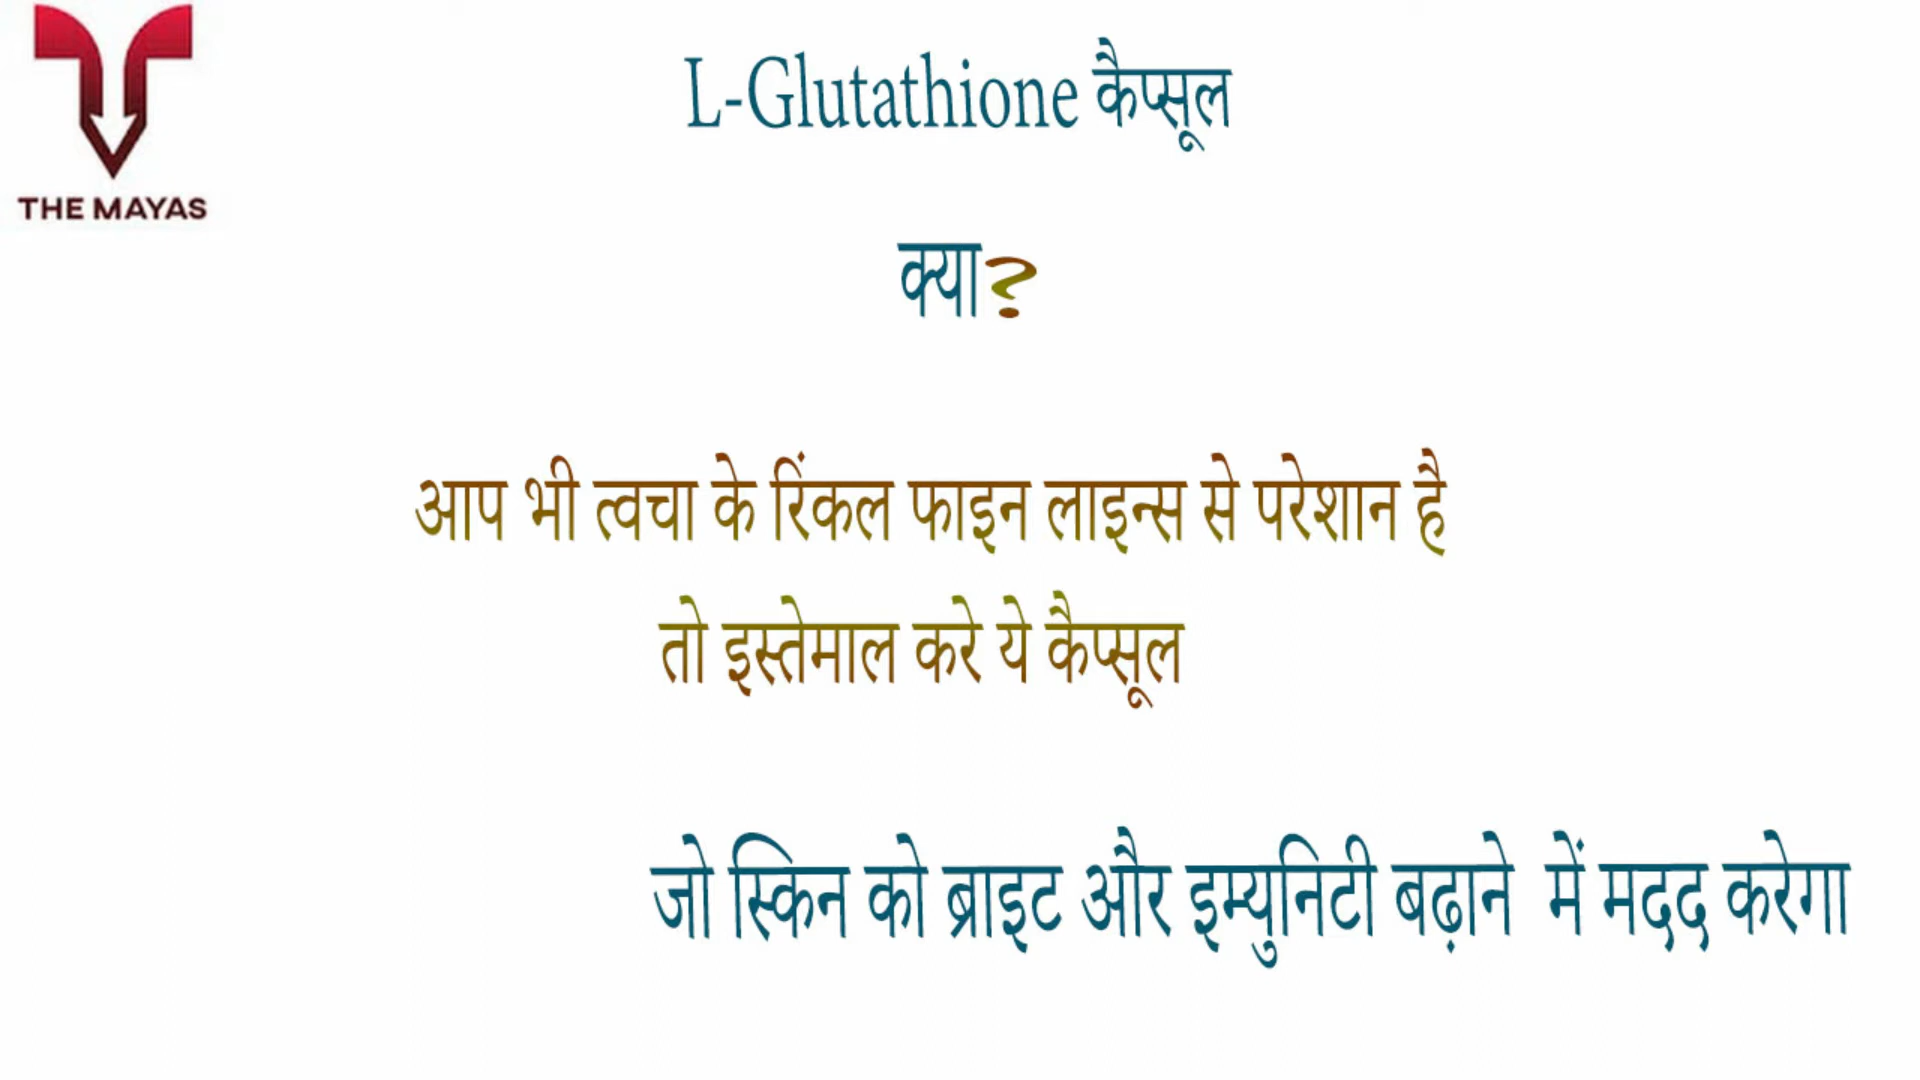 THE MAYAS
L-Glutathione कैप्सूल
क्या?
आप भी त्वचा के रिंकल फाइन लाइन्स से परेशान है
तो इस्तेमाल करे ये कैप्सूल
जो स्किन को ब्राइट और इम्युनिटी बढ़ाने में मदद करेगा